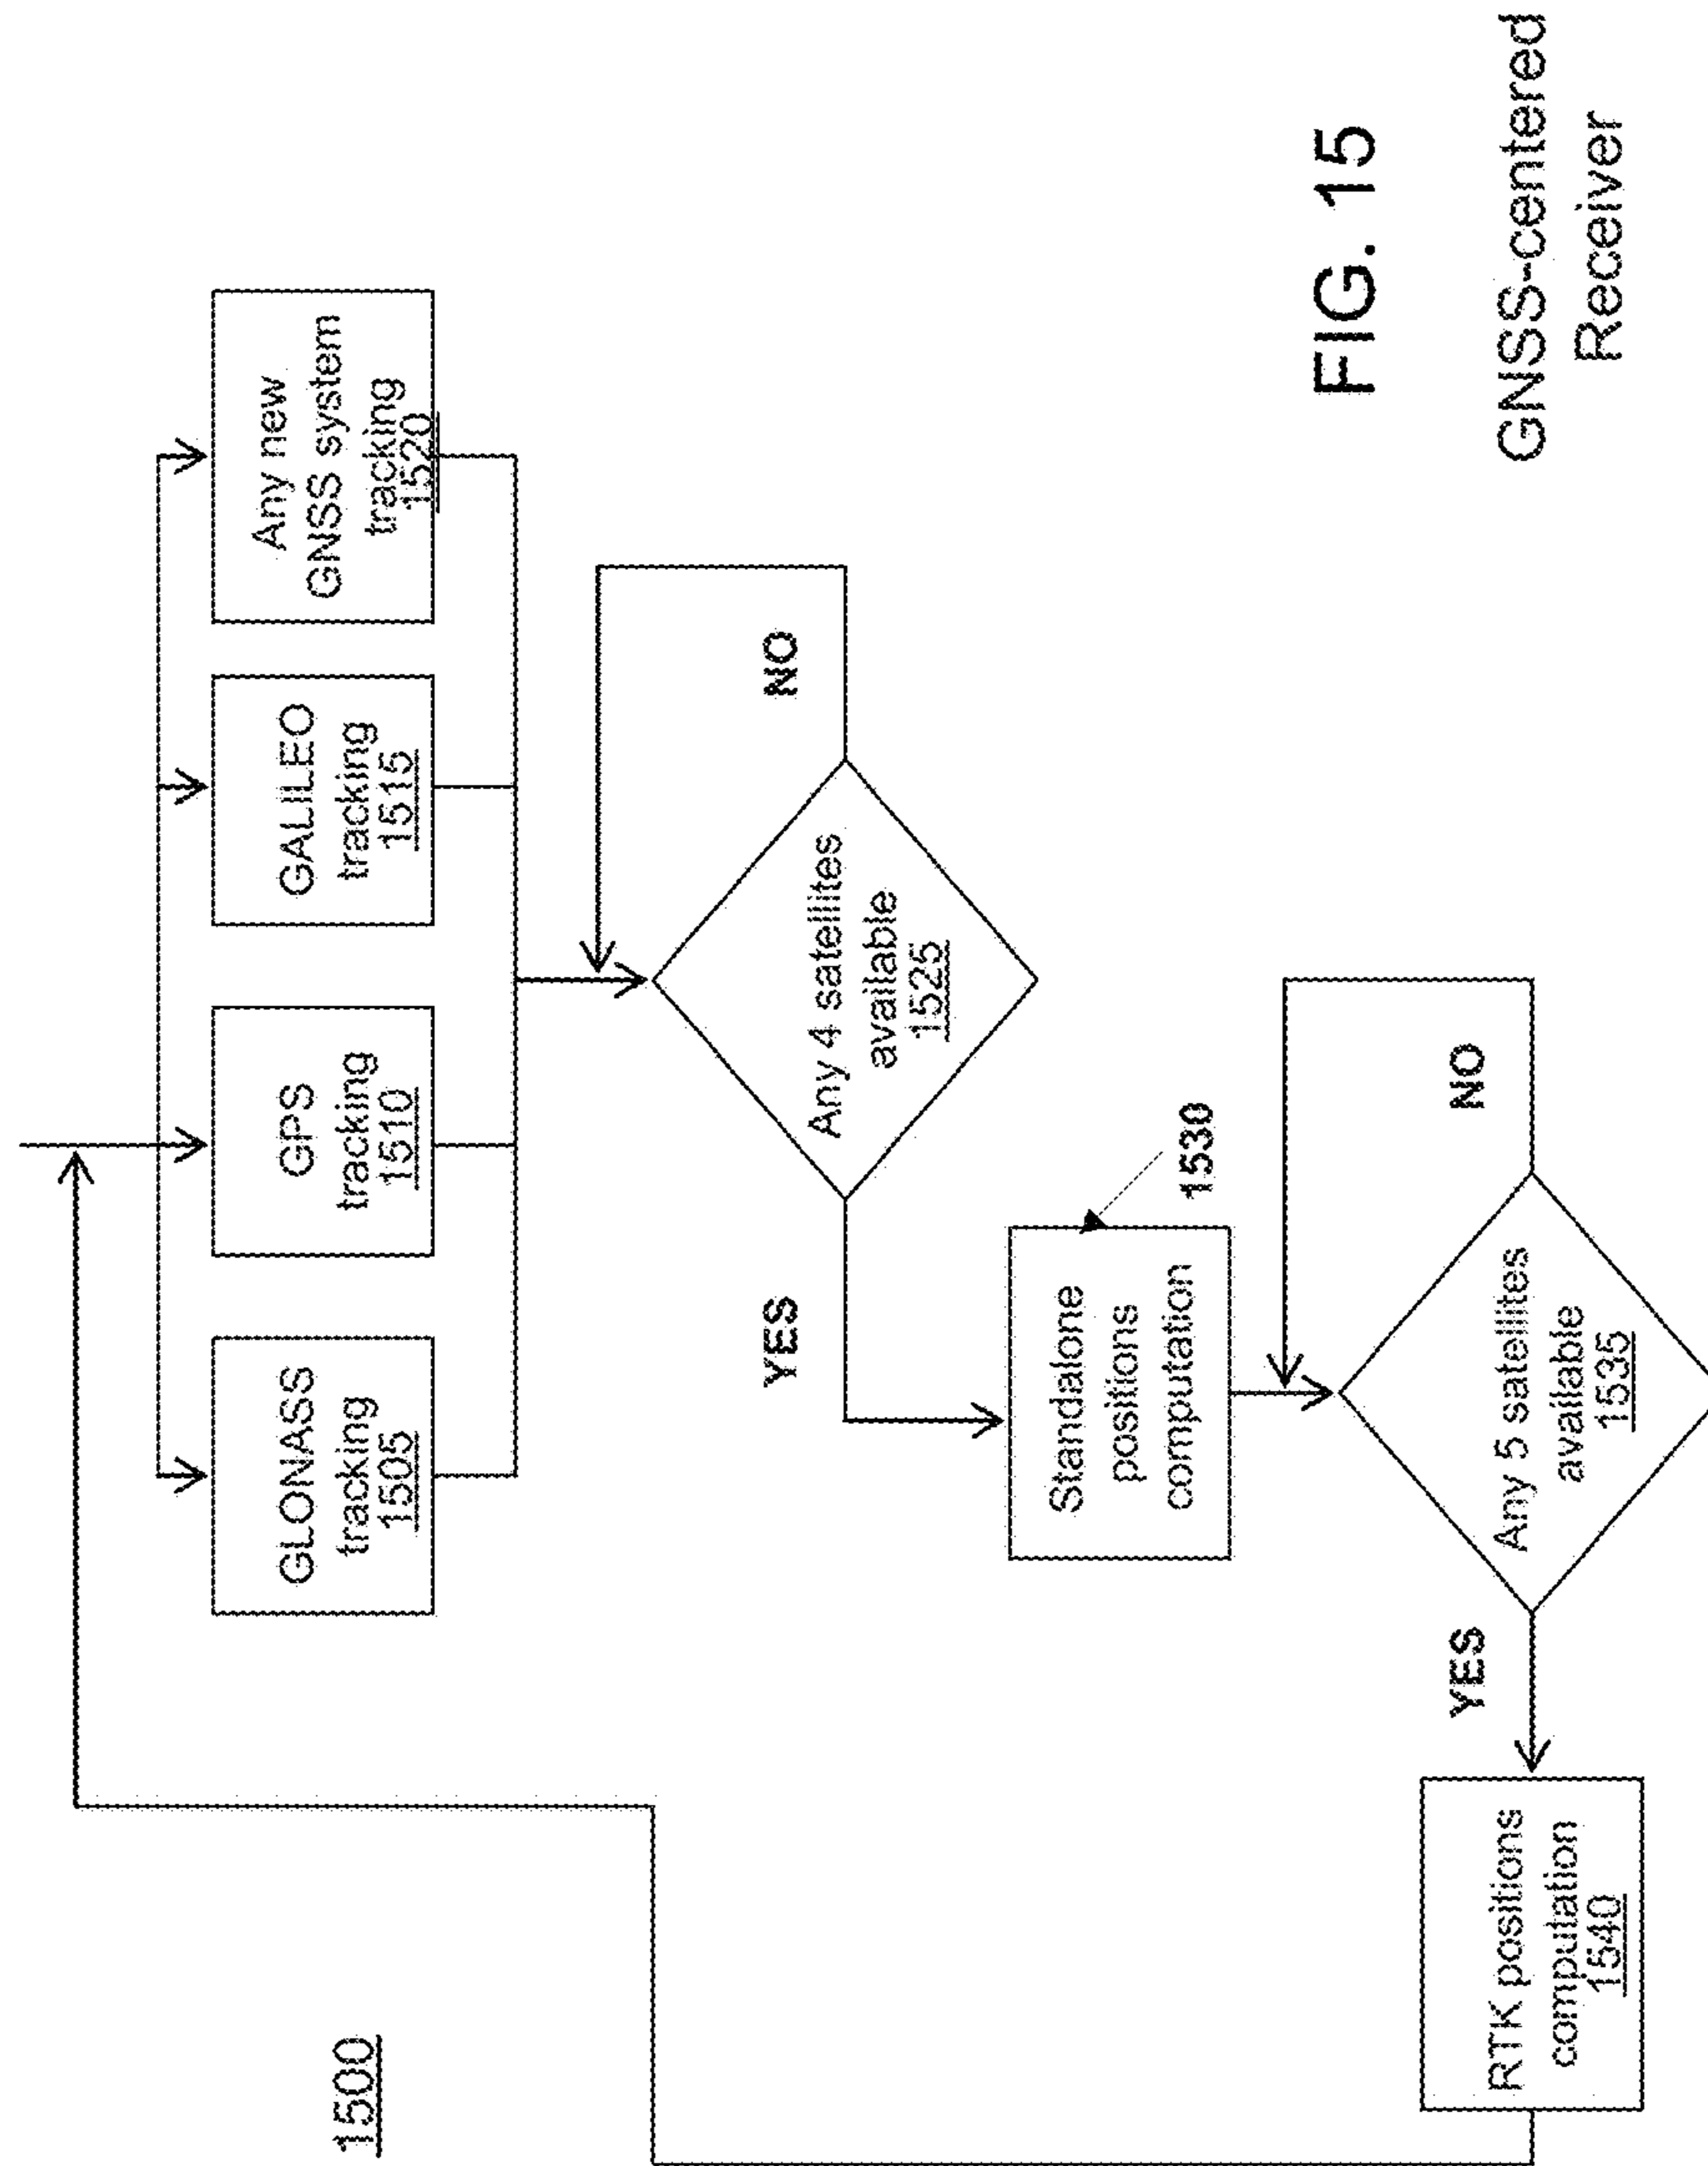 1500
GLONASS
tracking
1505
GPS
tracking
1510
GALILEO
tracking
1515
Any new
GNSS system
tracking
1520
Any 4 satellites
available
1525
YES
NO
Standalone
positions
computation
1530
Any 5 satellites
available
1535
YES
NO
RTK positions
computation
1540
FIG. 15
GNSS-centered
Receiver